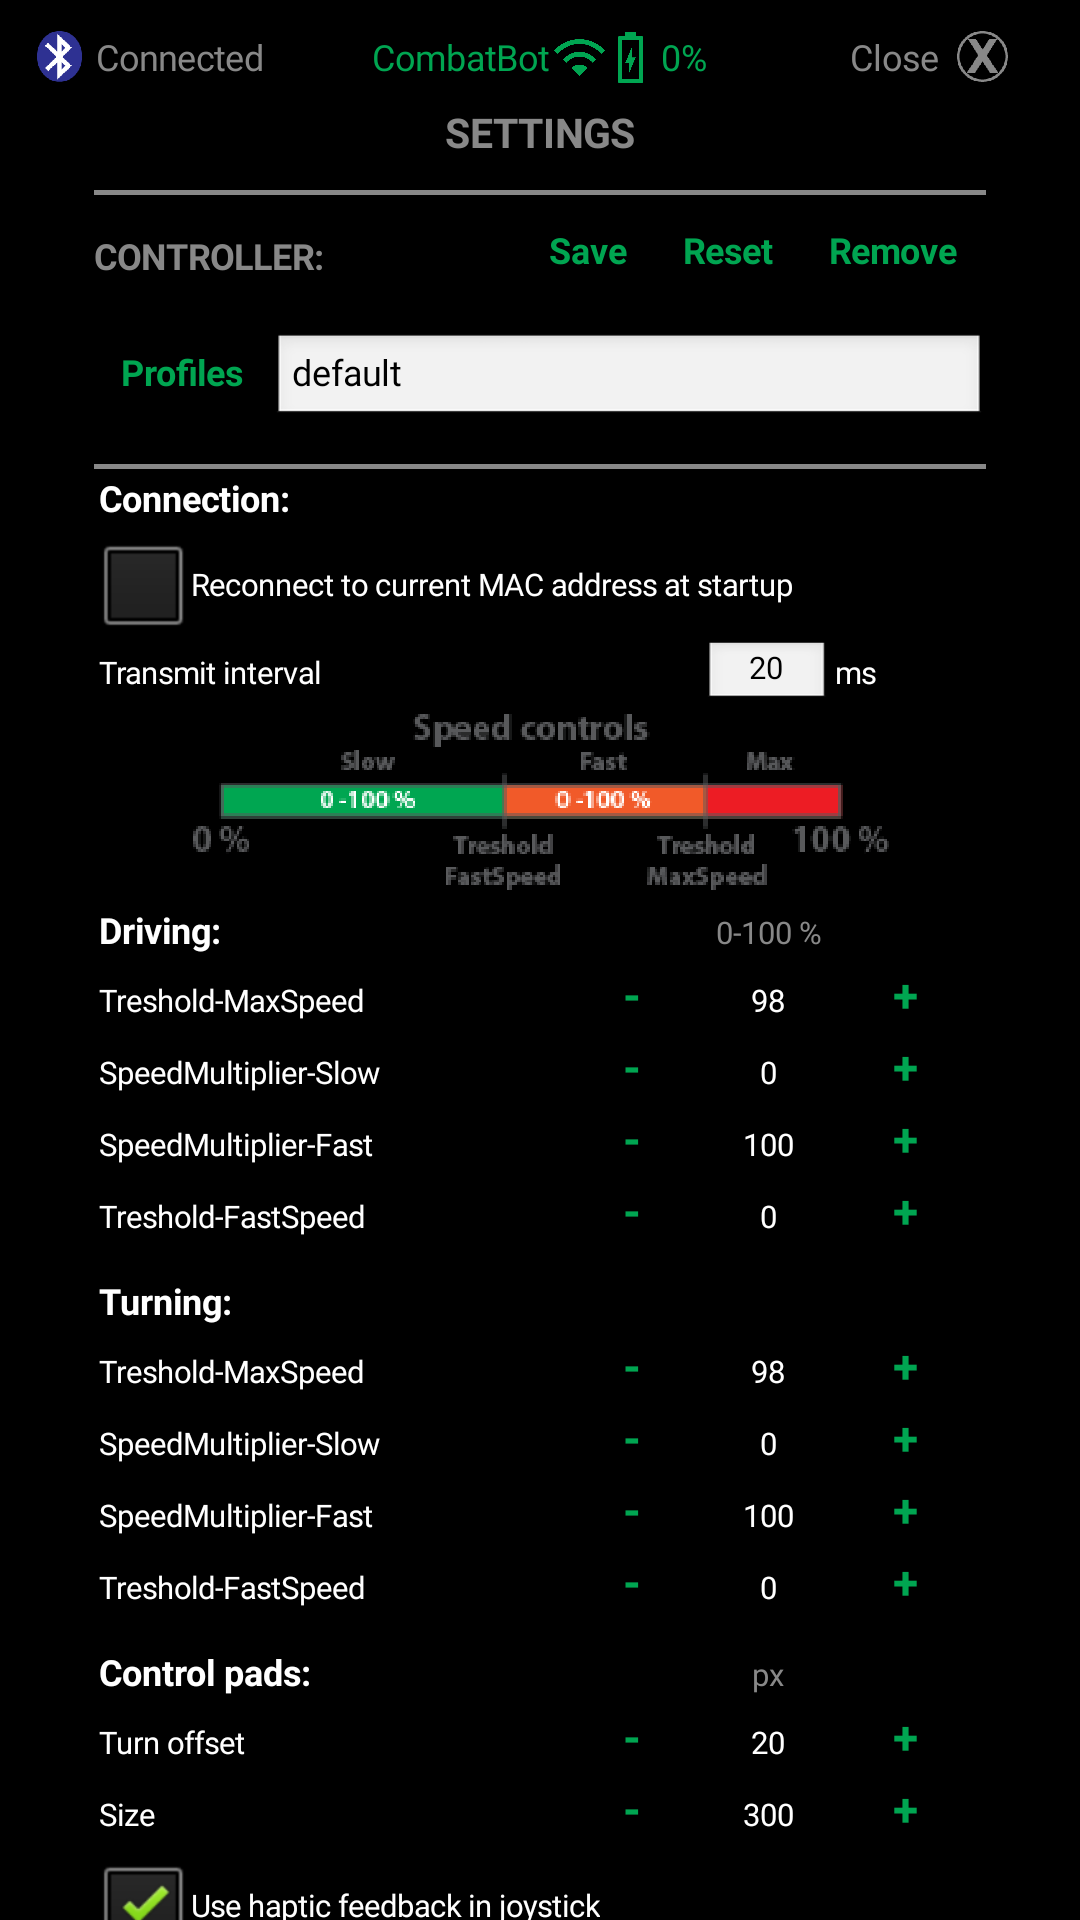 Connected CombatBot 0% Close X
SETTINGS
CONTROLLER: Save Reset Remove
Profiles default
Connection:
Reconnect to current MAC address at startup
Transmit interval 20 ms
Speed controls
Slow Fast Max
0 -100 % 0 -100 %
0 % Treshold Treshold 100 %
FastSpeed MaxSpeed
Driving: 0-100 %
Treshold-MaxSpeed - 98 +
SpeedMultiplier-Slow - 0 +
SpeedMultiplier-Fast - 100 +
Treshold-FastSpeed - 0 +
Turning:
Treshold-MaxSpeed - 98 +
SpeedMultiplier-Slow - 0 +
SpeedMultiplier-Fast - 100 +
Treshold-FastSpeed - 0 +
Control pads: px
Turn offset - 20 +
Size - 300 +
Use haptic feedback in joystick